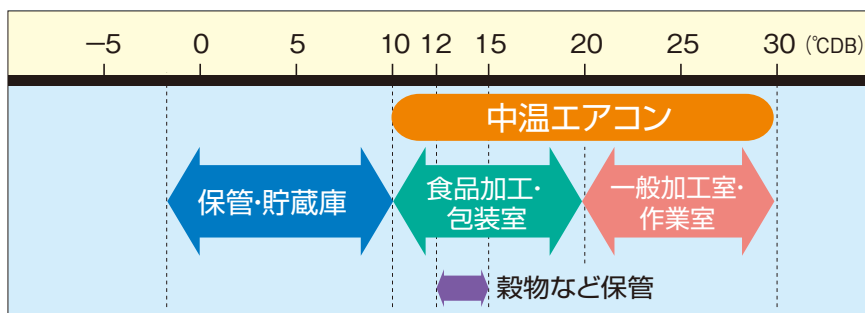 －5 0 5 10 12 15 20 25 30 (℃DB)
中温エアコン
保管・貯蔵庫
食品加工・
包装室
一般加工室・
作業室
穀物など保管